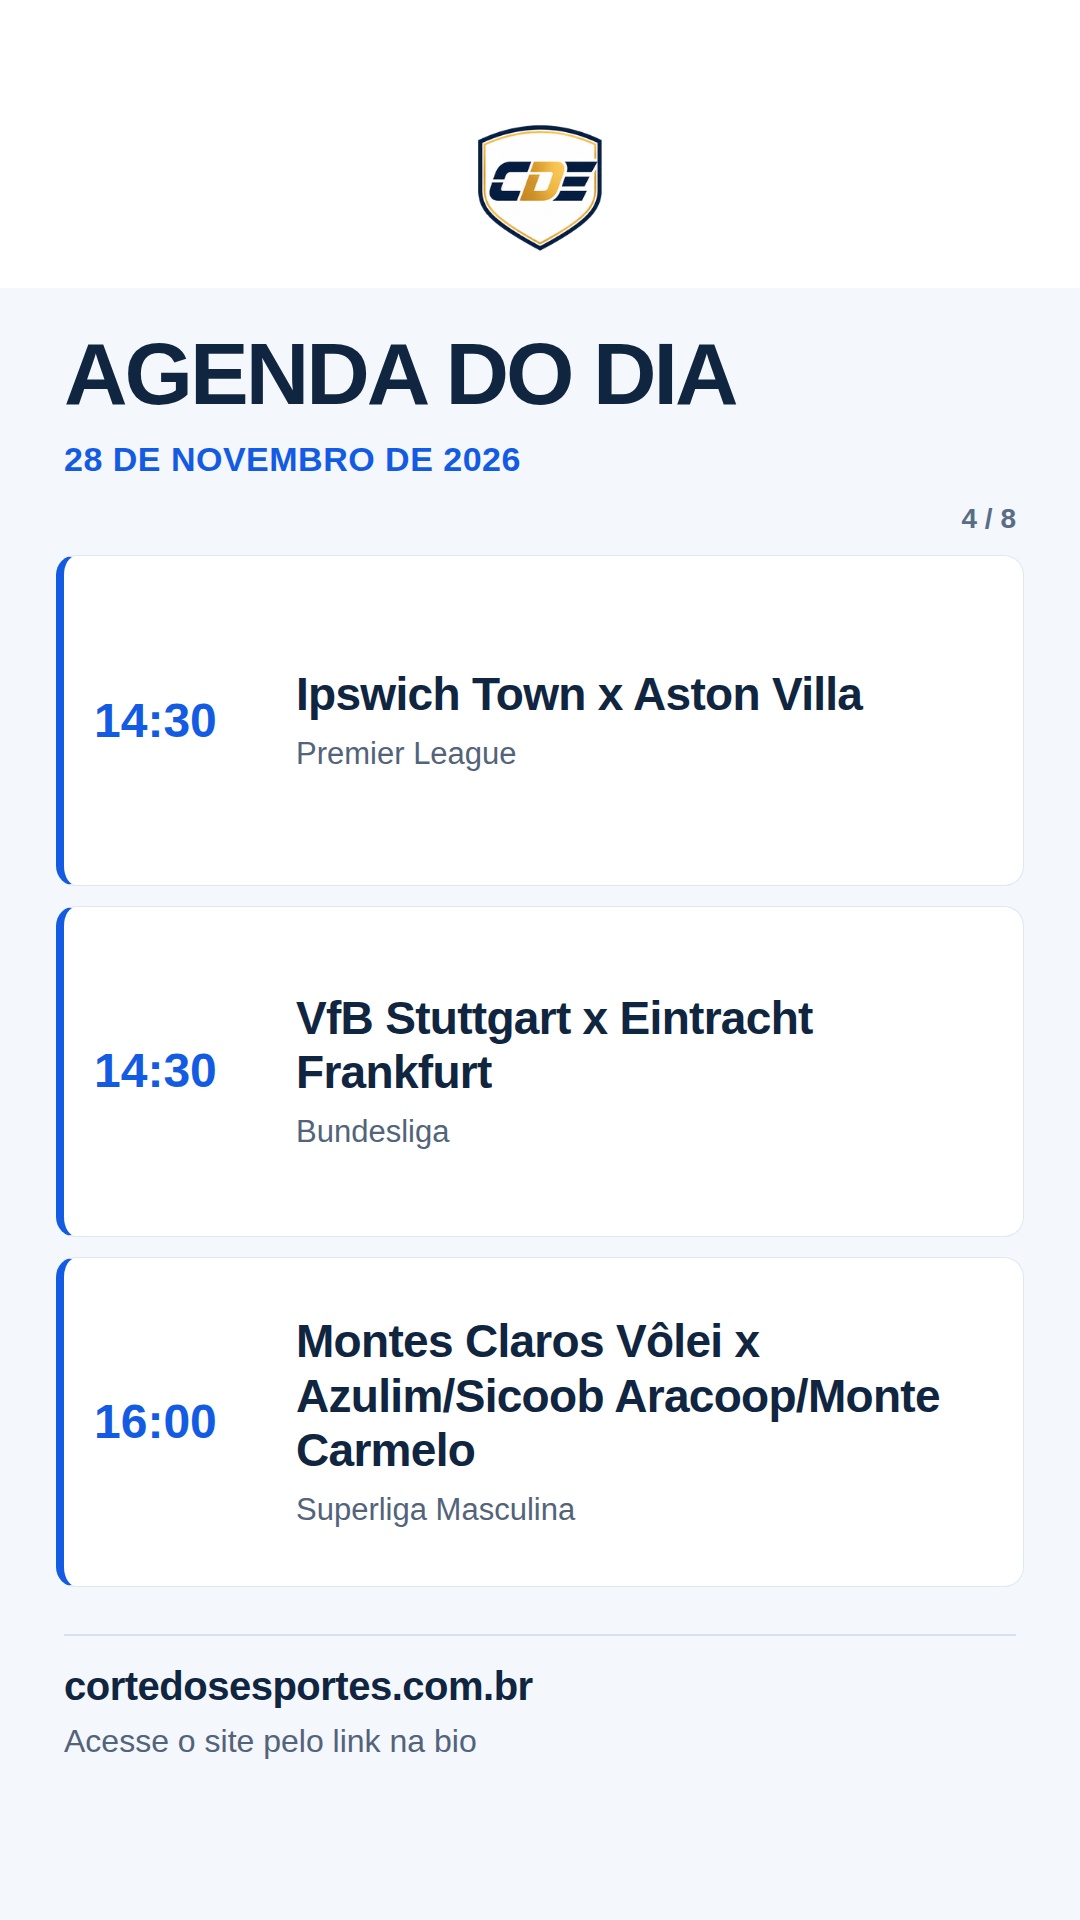 CDE
AGENDA DO DIA
28 DE NOVEMBRO DE 2026
4 / 8
14:30
Ipswich Town x Aston Villa
Premier League
14:30
VfB Stuttgart x Eintracht
Frankfurt
Bundesliga
16:00
Montes Claros Vôlei x
Azulim/Sicoob Aracoop/Monte
Carmelo
Superliga Masculina
cortedosesportes.com.br
Acesse o site pelo link na bio